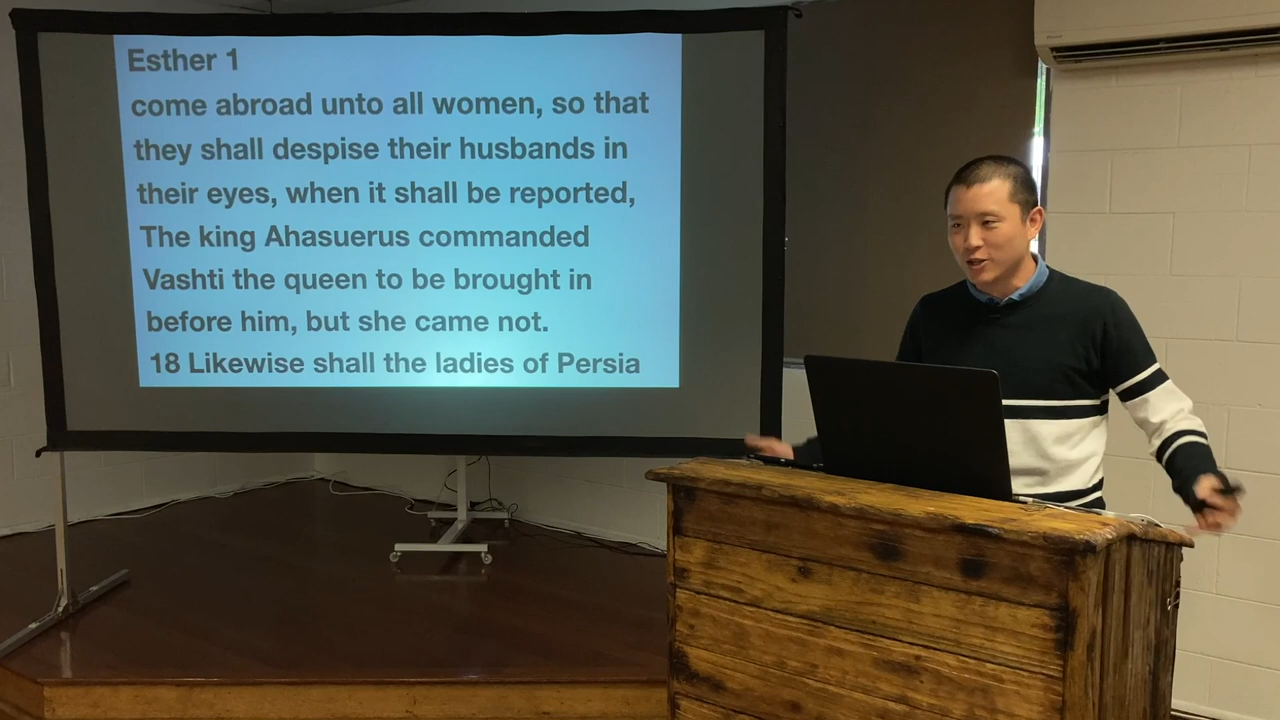 Esther 1
come abroad unto all women, so that
they shall despise their husbands in
their eyes, when it shall be reported,
The king Ahasuerus commanded
Vashti the queen to be brought in
before him, but she came not.
18 Likewise shall the ladies of Persia